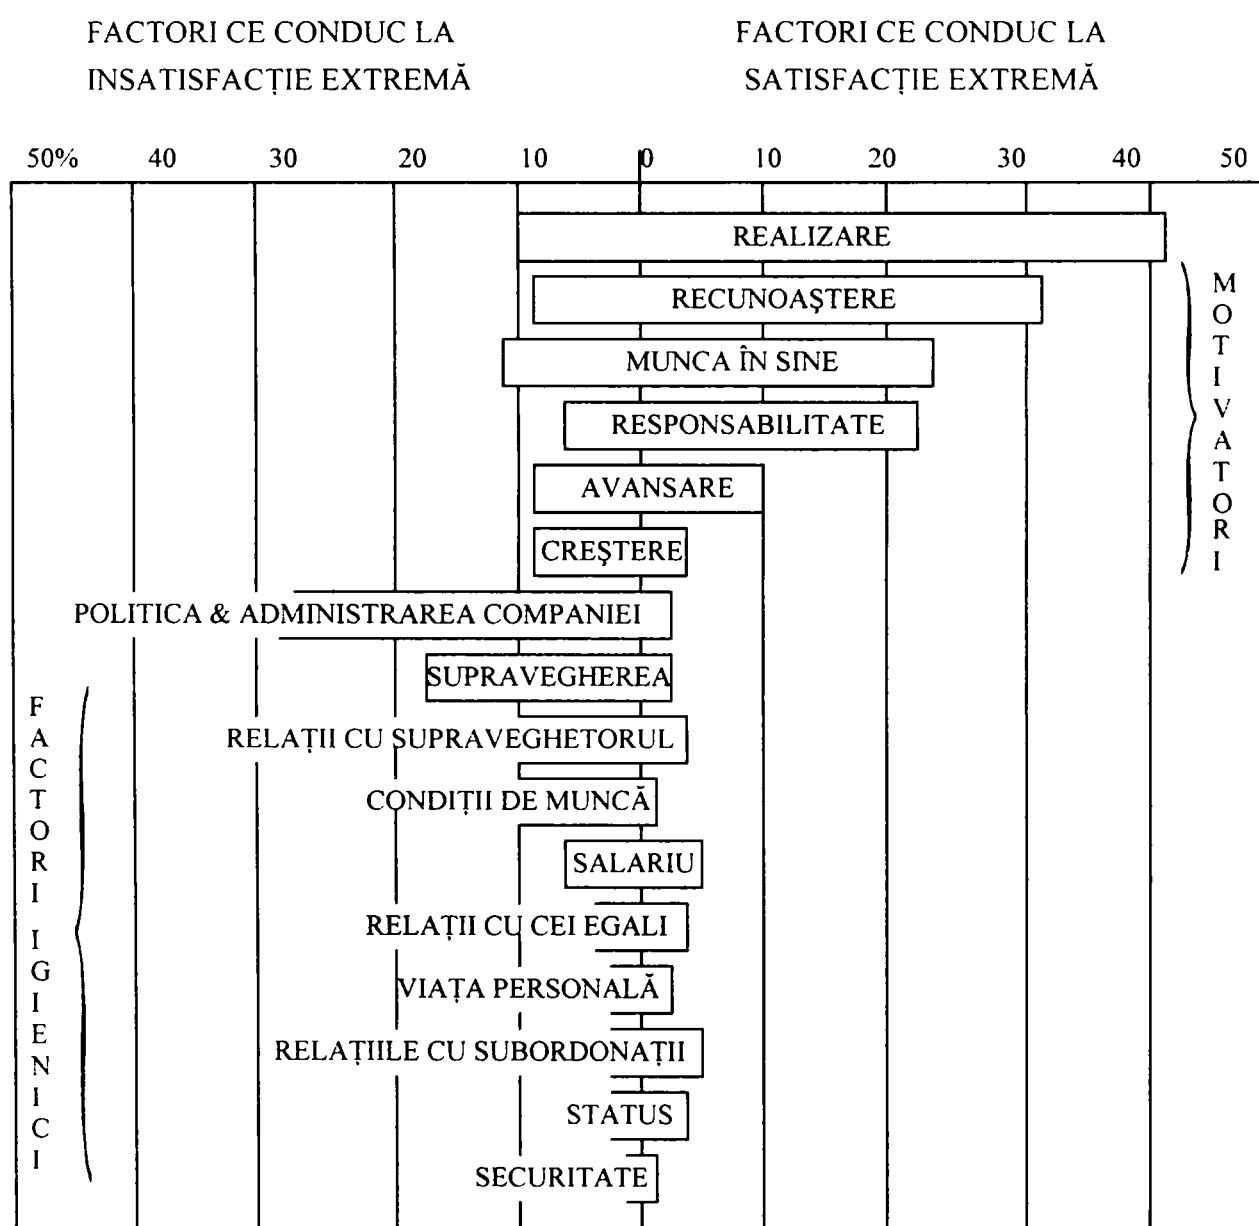 FACTORI CE CONDUC LA
INSATISFACȚIE EXTREMĂ
FACTORI CE CONDUC LA
SATISFACȚIE EXTREMĂ
50% 40 30 20 10 0 10 20 30 40 50
REALIZARE
RECUNOAȘTERE
MUNCA ÎN SINE
RESPONSABILITATE
AVANSARE
CREȘTERE
MOTIVATORI
POLITICA & ADMINISTRAREA COMPANIEI
SUPRAVEGHEREA
RELAȚII CU SUPRAVEGHETORUL
CONDIȚII DE MUNCĂ
SALARIU
RELAȚII CU CEI EGALI
VIAȚA PERSONALĂ
RELAȚIILE CU SUBORDONAȚII
STATUS
SECURITATE
FACTORI IGIENICI